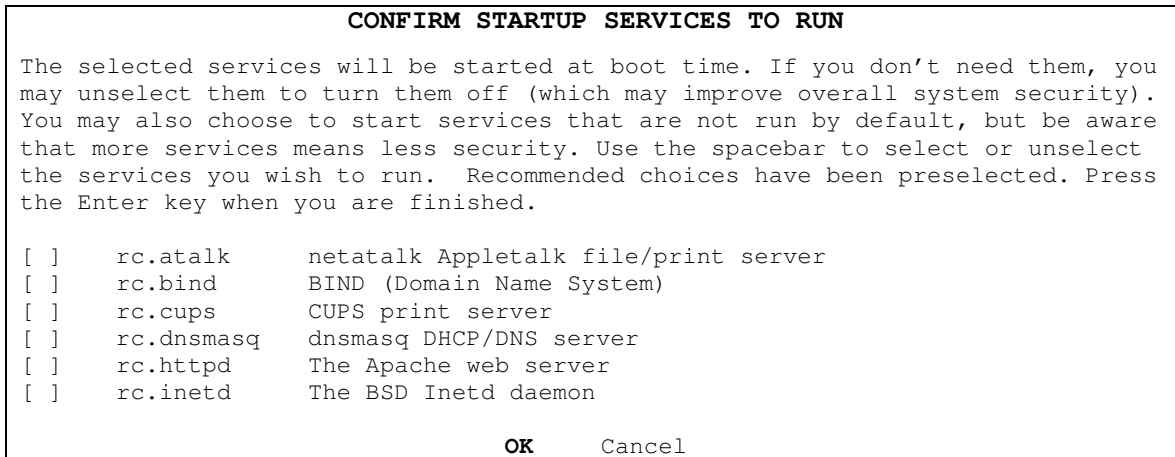 CONFIRM STARTUP SERVICES TO RUN
The selected services will be started at boot time. If you don’t need them, you
may unselect them to turn them off (which may improve overall system security).
You may also choose to start services that are not run by default, but be aware
that more services means less security. Use the spacebar to select or unselect
the services you wish to run.  Recommended choices have been preselected. Press
the Enter key when you are finished.
[ ]     rc.atalk      netatalk Appletalk file/print server
[ ]     rc.bind       BIND (Domain Name System)
[ ]     rc.cups       CUPS print server
[ ]     rc.dnsmasq    dnsmasq DHCP/DNS server
[ ]     rc.httpd      The Apache web server
[ ]     rc.inetd      The BSD Inetd daemon
OK     Cancel